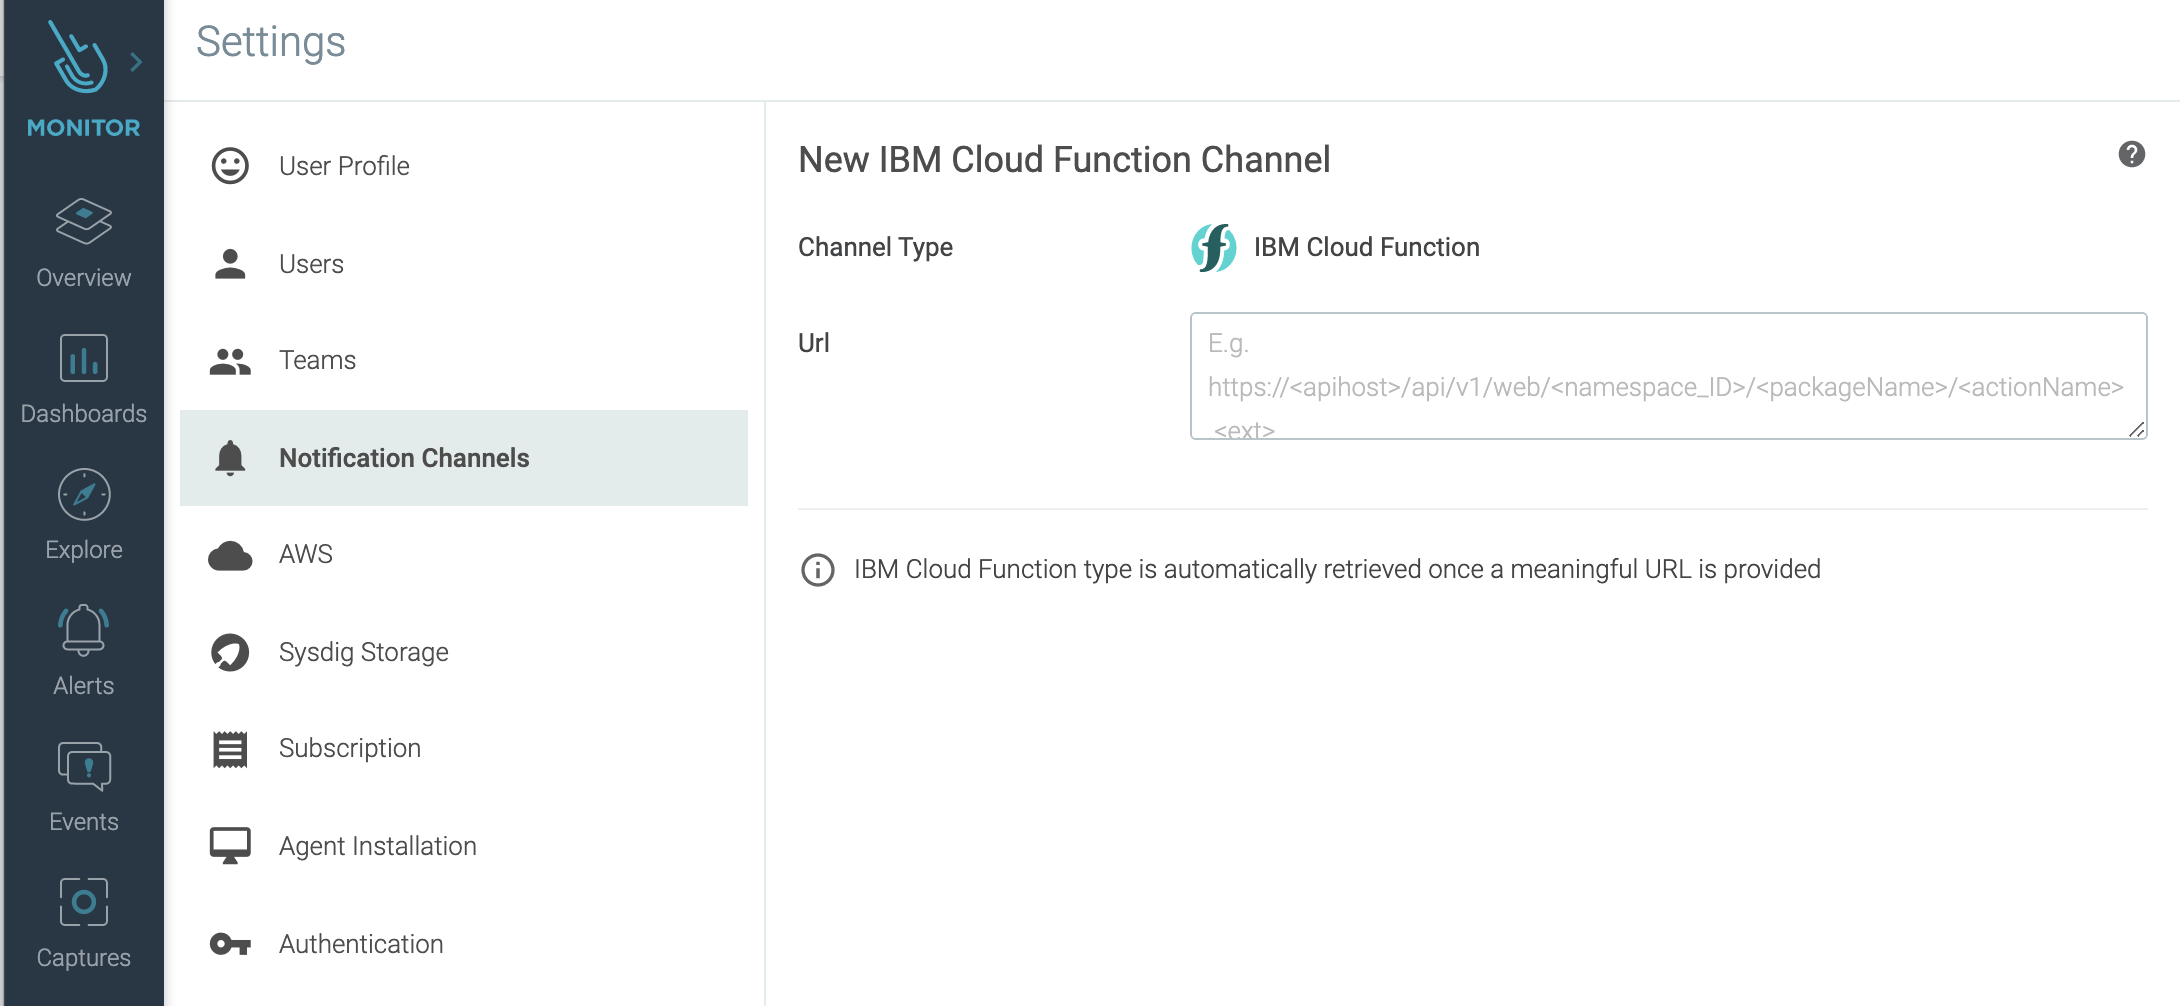 Settings
MONITOR
Overview
Dashboards
Explore
Alerts
Events
Captures
User Profile
Users
Teams
Notification Channels
AWS
Sysdig Storage
Subscription
Agent Installation
Authentication
New IBM Cloud Function Channel
Channel Type
IBM Cloud Function
Url
E.g.
https://<apihost>/api/v1/web/<namespace_ID>/<packageName>/<actionName>
.<ext>
IBM Cloud Function type is automatically retrieved once a meaningful URL is provided